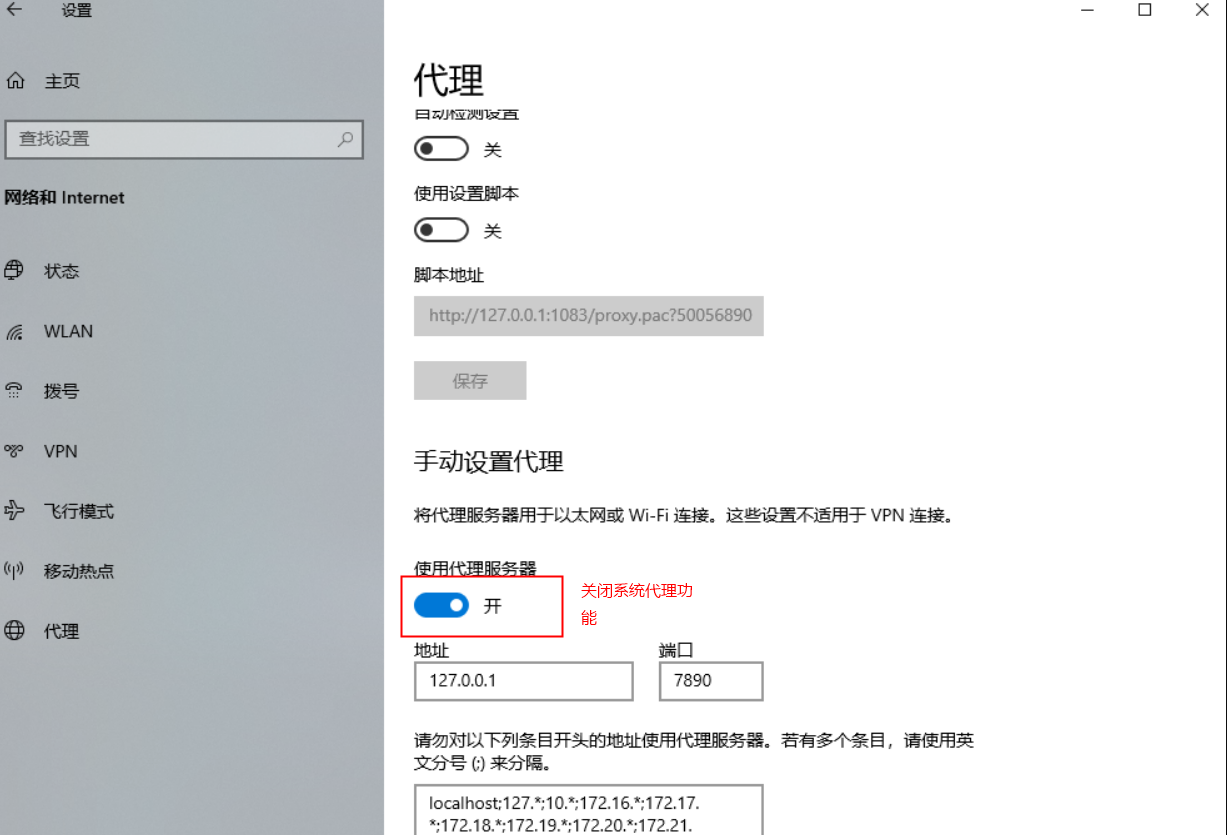 设置
主页
查找设置
网络和 Internet
状态
WLAN
拨号
VPN
飞行模式
移动热点
代理
代理
自动检测设置
关
使用设置脚本
关
脚本地址
http://127.0.0.1:1083/proxy.pac?50056890
保存
手动设置代理
将代理服务器用于以太网或 Wi-Fi 连接。这些设置不适用于 VPN 连接。
使用代理服务器
开
关闭系统代理功
能
地址
端口
127.0.0.1
7890
请勿对以下列条目开头的地址使用代理服务器。若有多个条目，请使用英
文分号 (;) 来分隔。
localhost;127.*;10.*;172.16.*;172.17.
*;172.18.*;172.19.*;172.20.*;172.21.